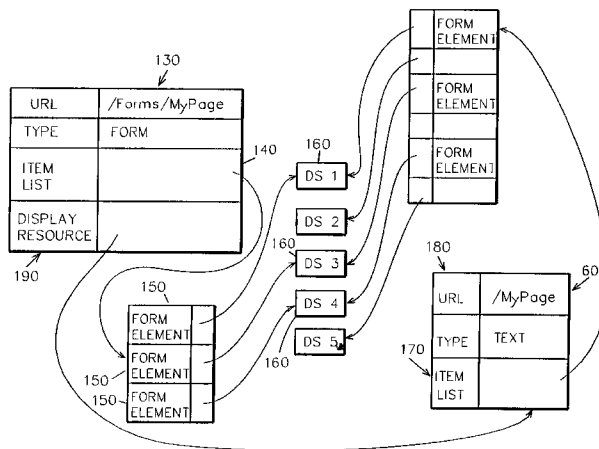 130
URL /Forms/MyPage
TYPE FORM
ITEM
LIST
140
DISPLAY
RESOURCE
190
150
FORM
ELEMENT
150
FORM
ELEMENT
150
FORM
ELEMENT
160
DS 1
DS 2
160
DS 3
DS 4
160
DS 5
FORM
ELEMENT
FORM
ELEMENT
FORM
ELEMENT
180
60
URL /MyPage
TYPE TEXT
170
ITEM
LIST